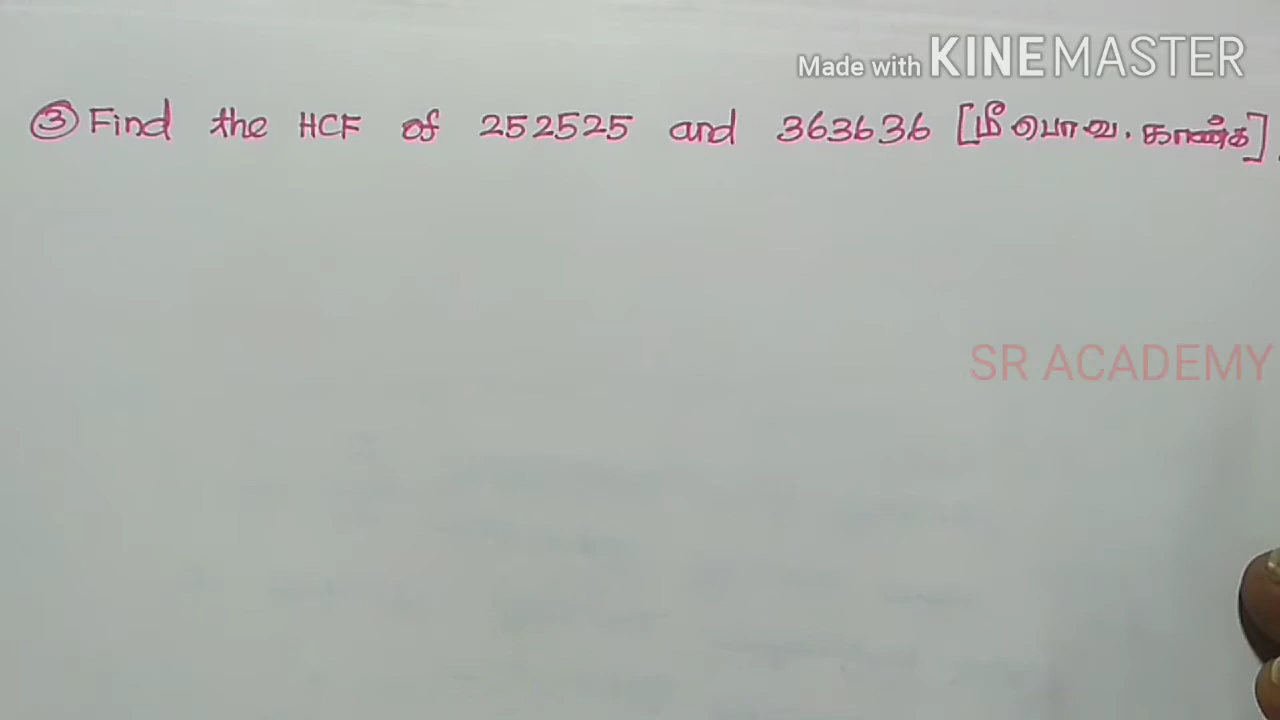 Made with KINEMASTER
③ Find the HCF of 252525 and 363636 [மீ பொ வ. காண்க].
SR ACADEMY